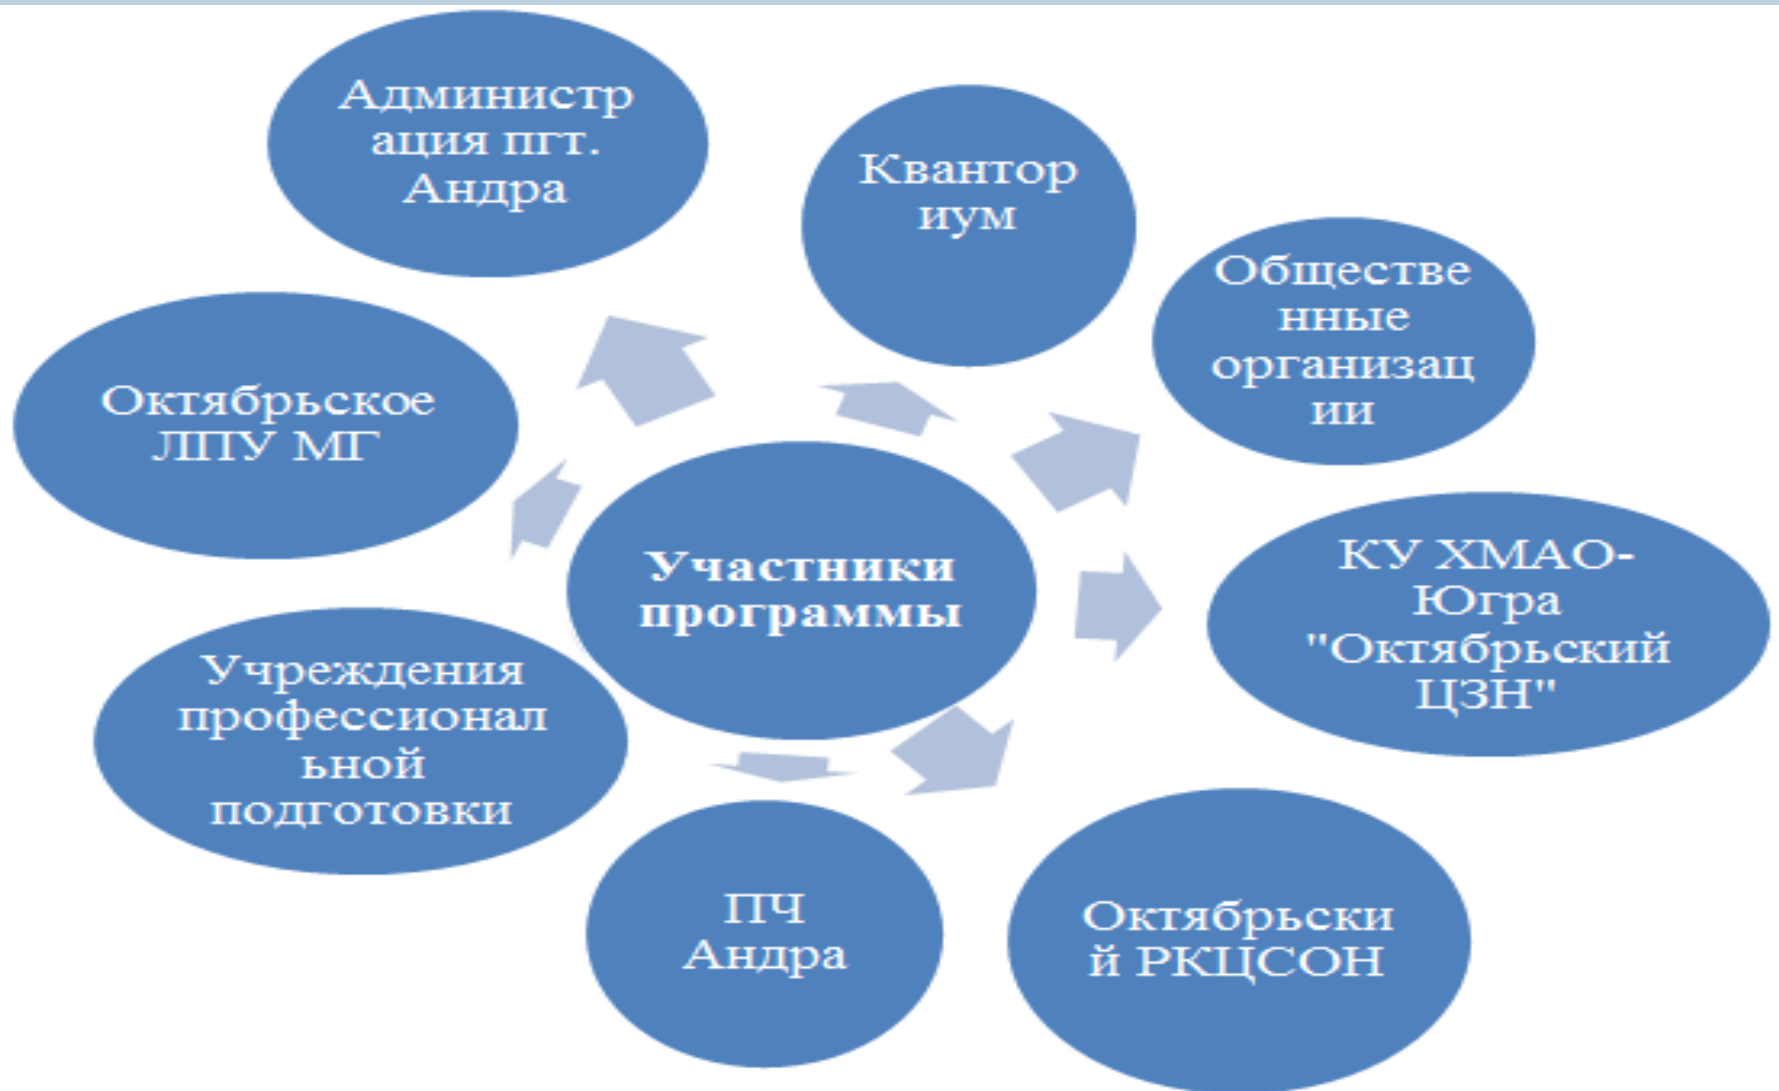 Администр
ация пгт.
Андра
Квантор
иум
Обществе
нные
организац
ии
Октябрьское
ЛПУ МГ
КУ ХМАО-
Югра
"Октябрьский
ЦЗН"
Участники
программы
Учреждения
профессионал
ьной
подготовки
ПЧ
Андра
Октябрьски
й РКЦСОН